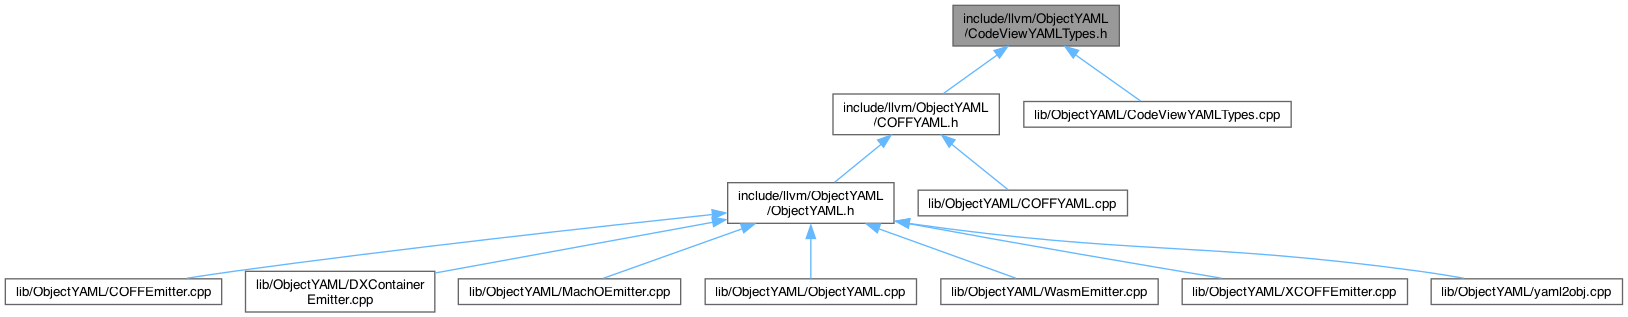 include/llvm/ObjectYAML
/CodeViewYAMLTypes.h
include/llvm/ObjectYAML
/COFFYAML.h
lib/ObjectYAML/CodeViewYAMLTypes.cpp
include/llvm/ObjectYAML
/ObjectYAML.h
lib/ObjectYAML/COFFYAML.cpp
lib/ObjectYAML/COFFEmitter.cpp
lib/ObjectYAML/DXContainer
Emitter.cpp
lib/ObjectYAML/MachOEmitter.cpp
lib/ObjectYAML/ObjectYAML.cpp
lib/ObjectYAML/WasmEmitter.cpp
lib/ObjectYAML/XCOFFEmitter.cpp
lib/ObjectYAML/yaml2obj.cpp